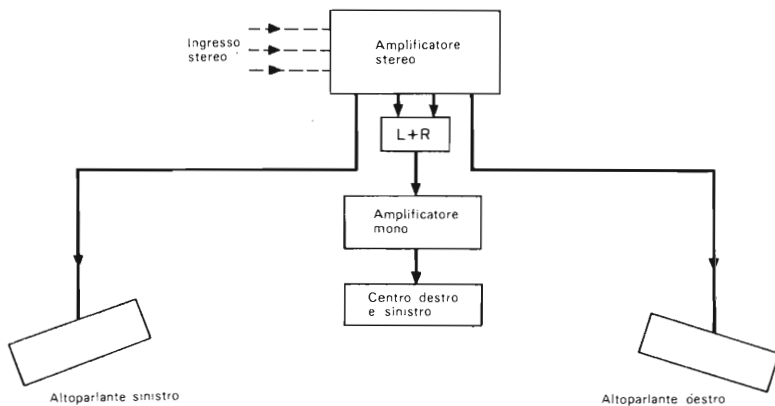 Ingresso
stereo
Amplificatore
stereo
L+R
Amplificatore
mono
Centro destro
e sinistro
Altoparlante sinistro
Altoparlante destro